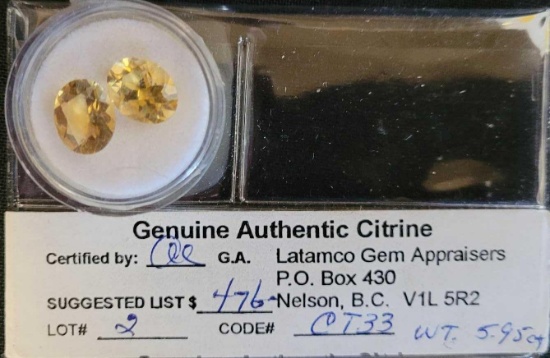 Genuine Authentic Citrine
Certified by: G.A. Latamco Gem Appraisers
P.O. Box 430
SUGGESTED LIST $ 476- Nelson, B.C. V1L 5R2
LOT# 2 CODE# CT33 WT. 5.95